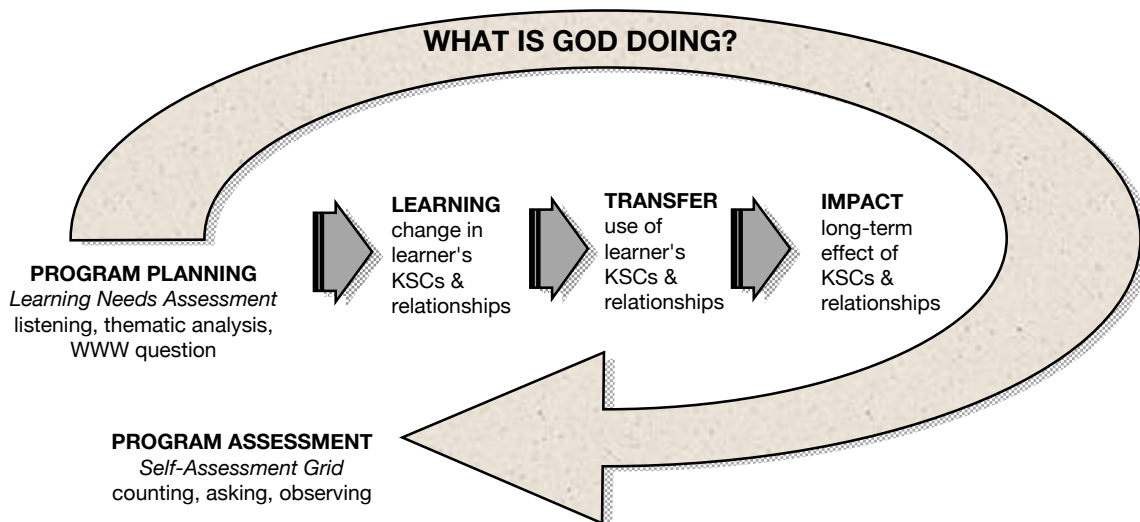 WHAT IS GOD DOING?
PROGRAM PLANNING
Learning Needs Assessment
listening, thematic analysis,
WWW question
LEARNING
change in
learner's
KSCs &
relationships
TRANSFER
use of
learner's
KSCs &
relationships
IMPACT
long-term
effect of
KSCs &
relationships
PROGRAM ASSESSMENT
Self-Assessment Grid
counting, asking, observing